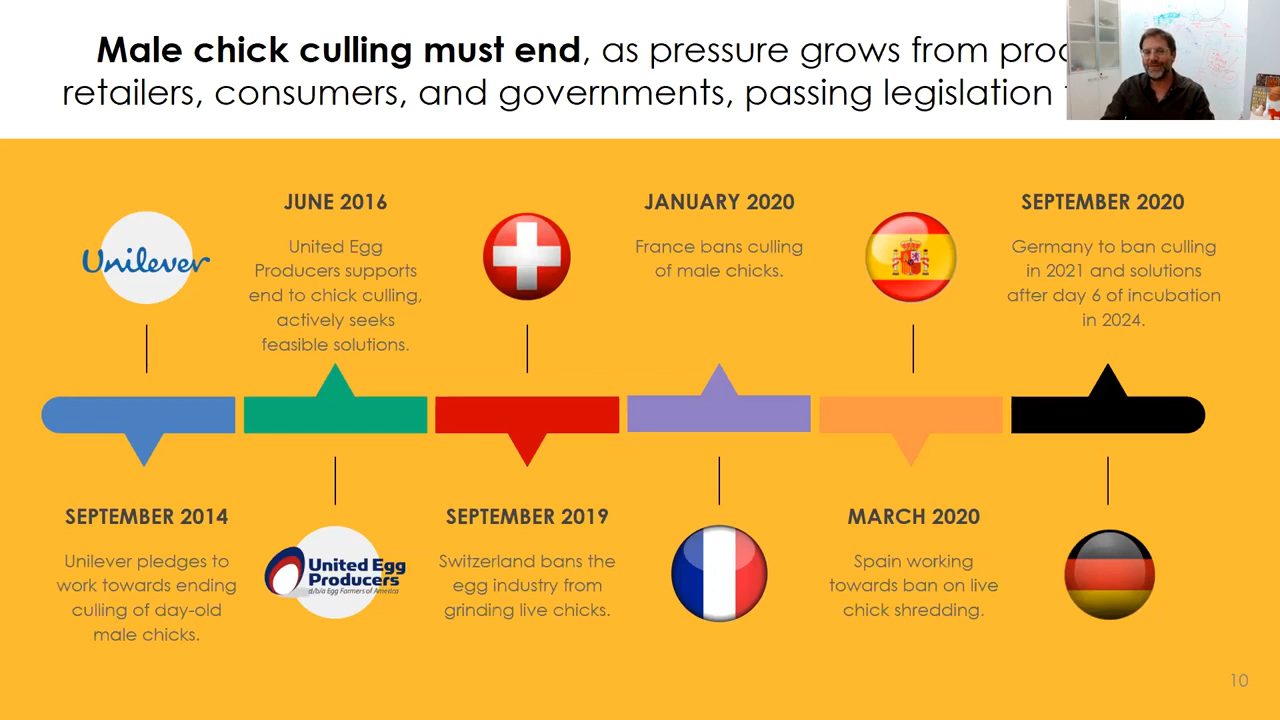 Male chick culling must end, as pressure grows from
retailers, consumers, and governments, passing legislation
Unilever
SEPTEMBER 2014
Unilever pledges to
work towards ending
culling of day-old
male chicks.
JUNE 2016
United Egg
Producers supports
end to chick culling,
actively seeks
feasible solutions.
United Egg
Producers
d/b/a Egg Farmers of America
SEPTEMBER 2019
Switzerland bans the
egg industry from
grinding live chicks.
JANUARY 2020
France bans culling
of male chicks.
MARCH 2020
Spain working
towards ban on live
chick shredding.
SEPTEMBER 2020
Germany to ban culling
in 2021 and solutions
after day 6 of incubation
in 2024.
10